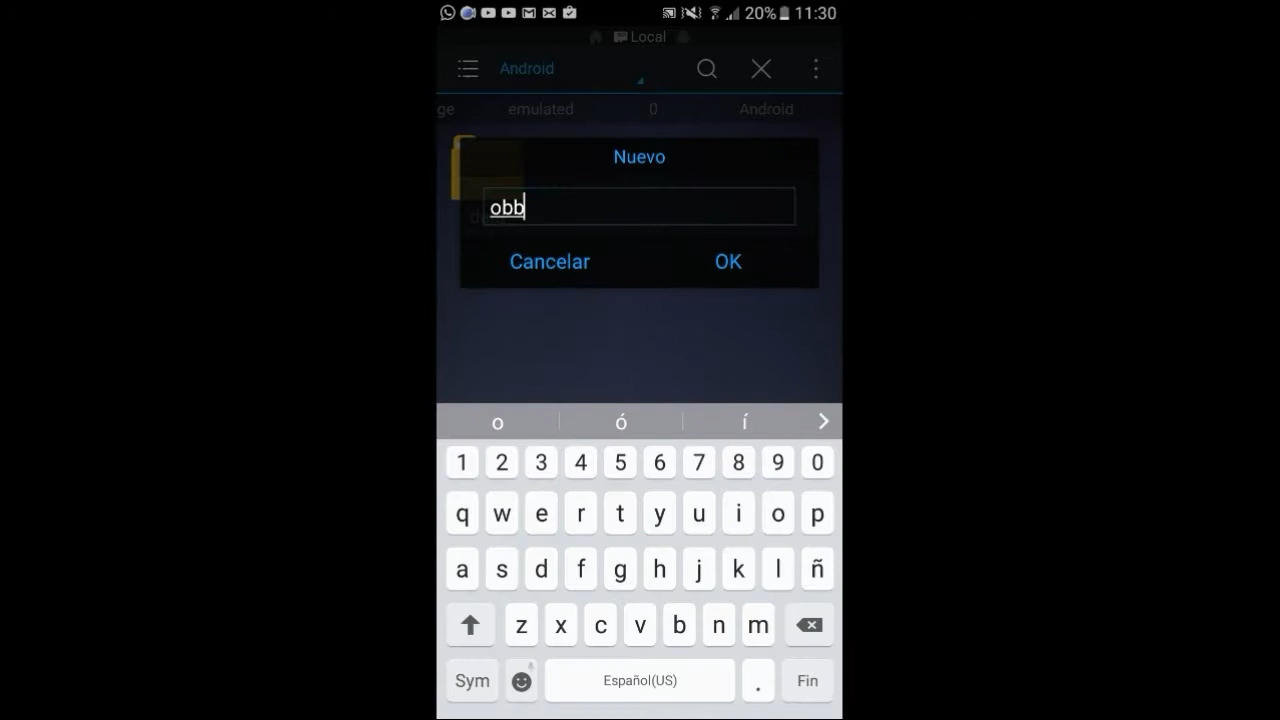 20% 11:30
Local
Android
ge emulated 0 Android
Nuevo
obb
Cancelar OK
o ó í
1 2 3 4 5 6 7 8 9 0
q w e r t y u i o p
a s d f g h j k l ñ
z x c v b n m
Sym Español(US) . Fin